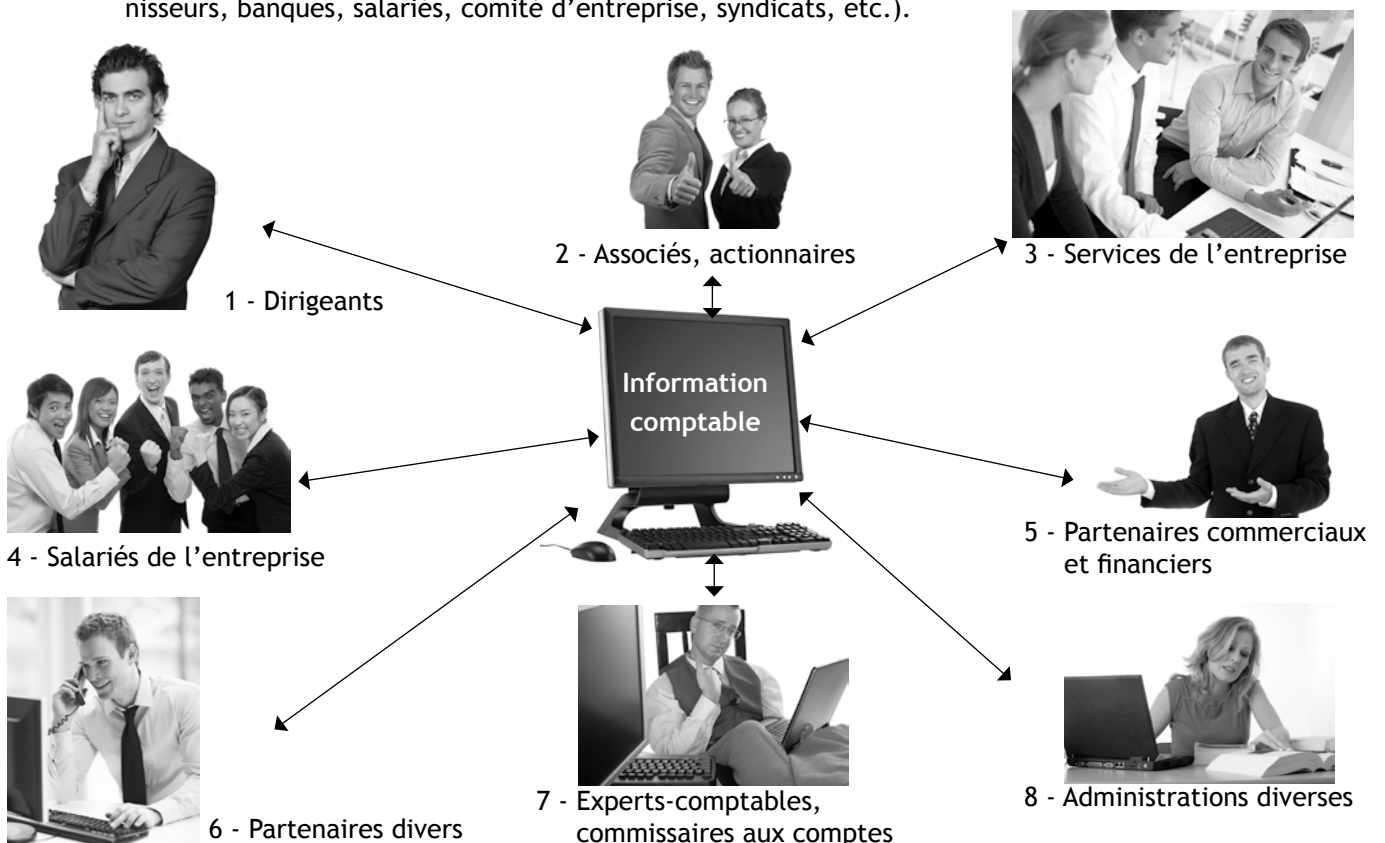 nisseurs, banques, salariés, comité d’entreprise, syndicats, etc.).
2 - Associés, actionnaires
3 - Services de l’entreprise
1 - Dirigeants
Information
comptable
4 - Salariés de l’entreprise
5 - Partenaires commerciaux
et financiers
6 - Partenaires divers
7 - Experts-comptables,
commissaires aux comptes
8 - Administrations diverses